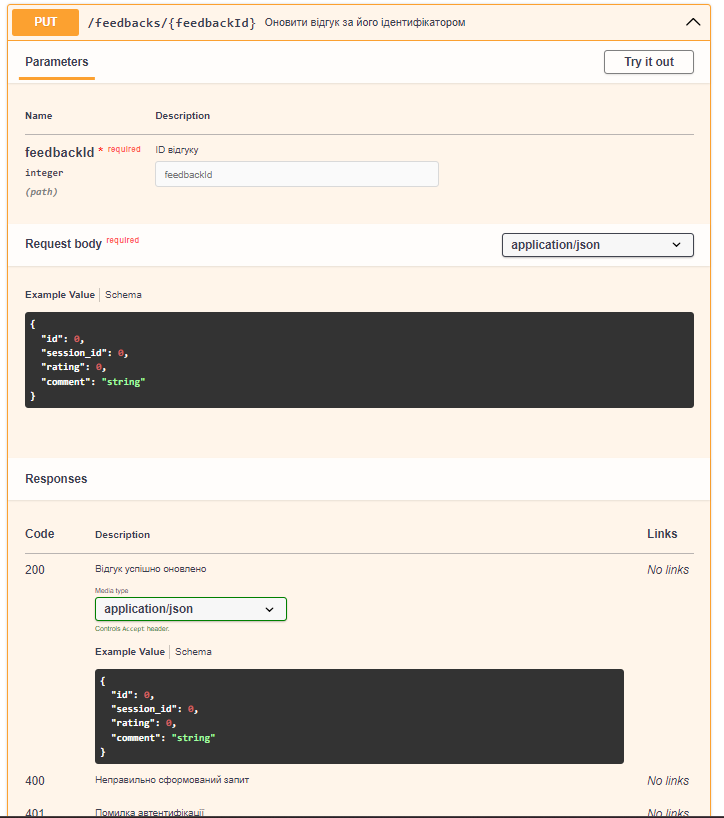 PUT /feedbacks/{feedbackId} Оновити відгук за його ідентифікатором
Parameters Try it out
Name Description
feedbackId * required ID відгуку
integer feedbackId
(path)
Request body required application/json
Example Value Schema
{
"id": 0,
"session_id": 0,
"rating": 0,
"comment": "string"
}
Responses
Code Description Links
200 Відгук успішно оновлено No links
Media type
application/json
Controls Accept header.
Example Value Schema
{
"id": 0,
"session_id": 0,
"rating": 0,
"comment": "string"
}
400 Неправильно сформований запит No links
401 Помилка автентифікації No links